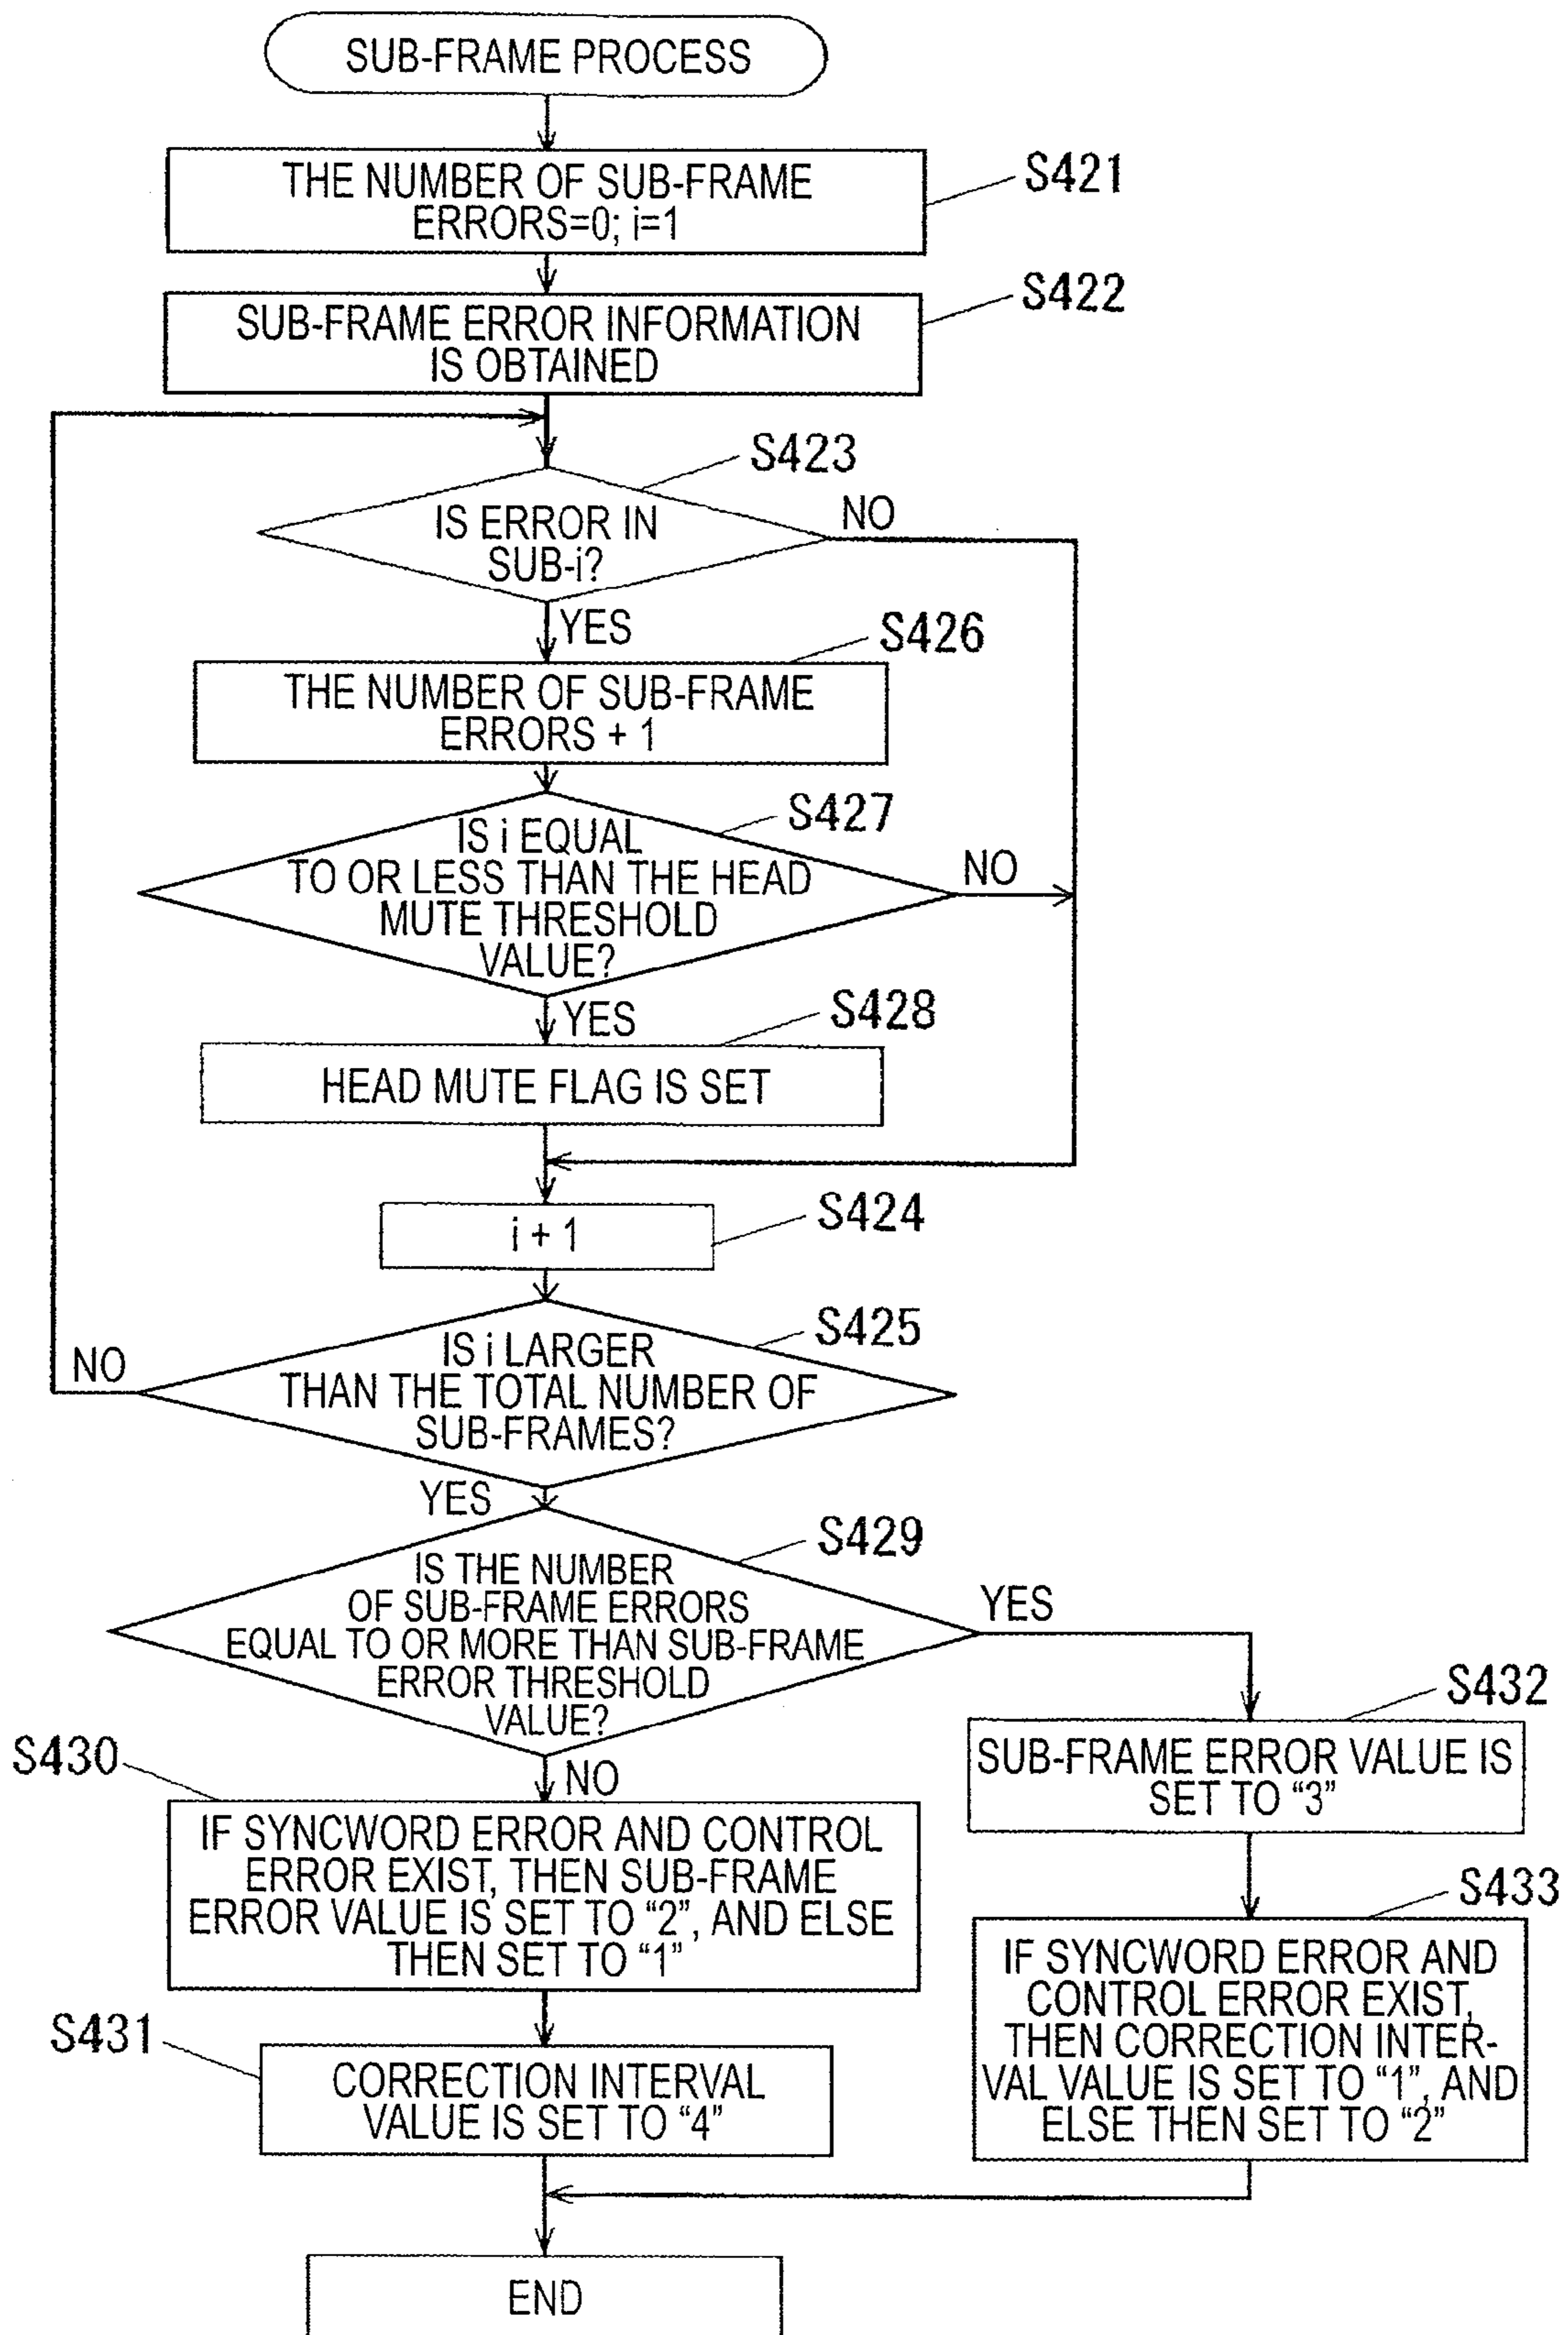 SUB-FRAME PROCESS
THE NUMBER OF SUB-FRAME
ERRORS=0; i=1
S421
SUB-FRAME ERROR INFORMATION
IS OBTAINED
S422
S423
IS ERROR IN
SUB-i?
NO
YES
S426
THE NUMBER OF SUB-FRAME
ERRORS + 1
S427
IS i EQUAL
TO OR LESS THAN THE HEAD
MUTE THRESHOLD
VALUE?
NO
YES
S428
HEAD MUTE FLAG IS SET
S424
i + 1
S425
IS i LARGER
THAN THE TOTAL NUMBER OF
SUB-FRAMES?
NO
YES
S429
IS THE NUMBER
OF SUB-FRAME ERRORS
EQUAL TO OR MORE THAN SUB-FRAME
ERROR THRESHOLD
VALUE?
YES
NO
S432
SUB-FRAME ERROR VALUE IS
SET TO “3”
S430
IF SYNCWORD ERROR AND CONTROL
ERROR EXIST, THEN SUB-FRAME
ERROR VALUE IS SET TO “2”, AND ELSE
THEN SET TO “1”
S433
IF SYNCWORD ERROR AND
CONTROL ERROR EXIST,
THEN CORRECTION INTER-
VAL VALUE IS SET TO “1”, AND
ELSE THEN SET TO “2”
S431
CORRECTION INTERVAL
VALUE IS SET TO “4”
END